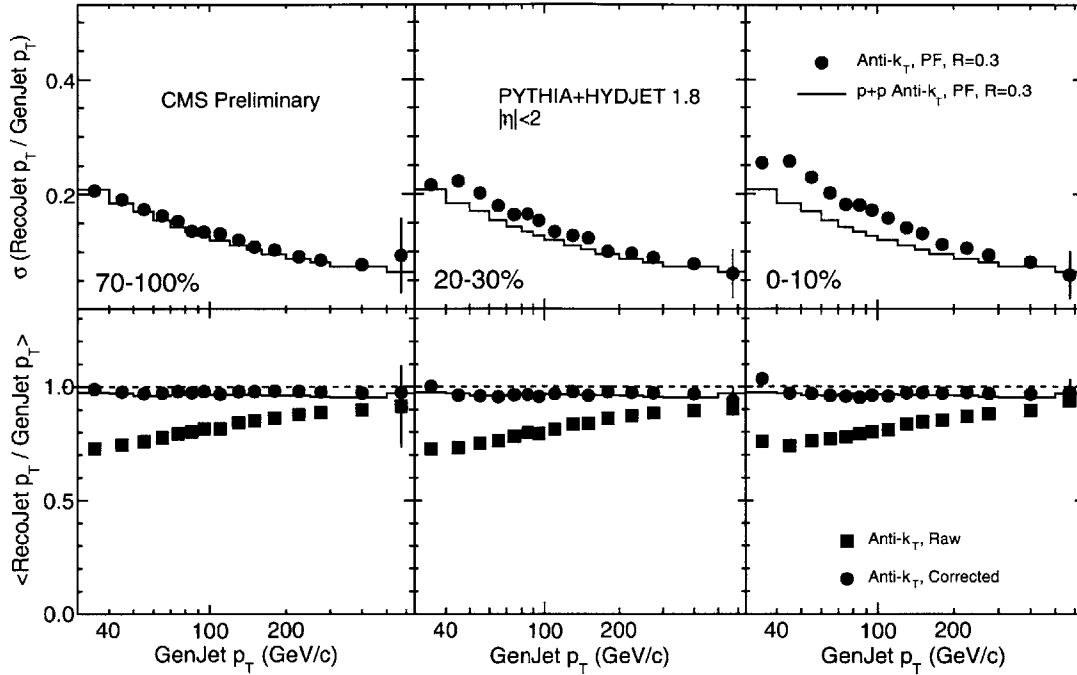 σ (RecoJet p_T / GenJet p_T)
0.4
0.2
CMS Preliminary
70-100%
PYTHIA+HYDJET 1.8
|η|<2
20-30%
Anti-k_T, PF, R=0.3
p+p Anti-k_T, PF, R=0.3
0-10%
<RecoJet p_T / GenJet p_T>
1.0
0.5
0.0
Anti-k_T, Raw
Anti-k_T, Corrected
40 100 200
40 100 200
40 100 200
GenJet p_T (GeV/c)
GenJet p_T (GeV/c)
GenJet p_T (GeV/c)